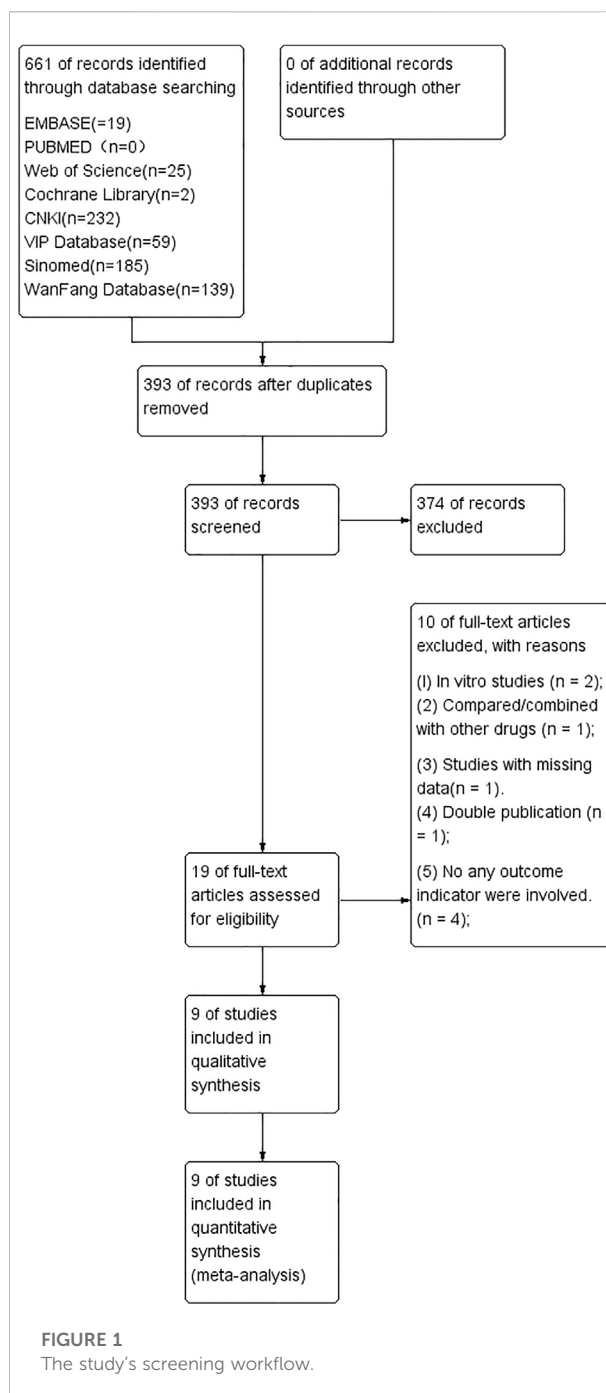 661 of records identified
through database searching
EMBASE(=19)
PUBMED（n=0)
Web of Science(n=25)
Cochrane Library(n=2)
CNKI(n=232)
VIP Database(n=59)
Sinomed(n=185)
WanFang Database(n=139)
0 of additional records
identified through other
sources
393 of records after duplicates
removed
393 of records
screened
374 of records
excluded
10 of full-text articles
excluded, with reasons
(I) In vitro studies (n = 2);
(2) Compared/combined
with other drugs (n = 1);
(3) Studies with missing
data(n = 1).
(4) Double publication (n
= 1);
(5) No any outcome
indicator were involved.
(n = 4);
19 of full-text
articles assessed
for eligibility
9 of studies
included in
qualitative
synthesis
9 of studies
included in
quantitative
synthesis
(meta-analysis)
FIGURE 1
The study's screening workflow.